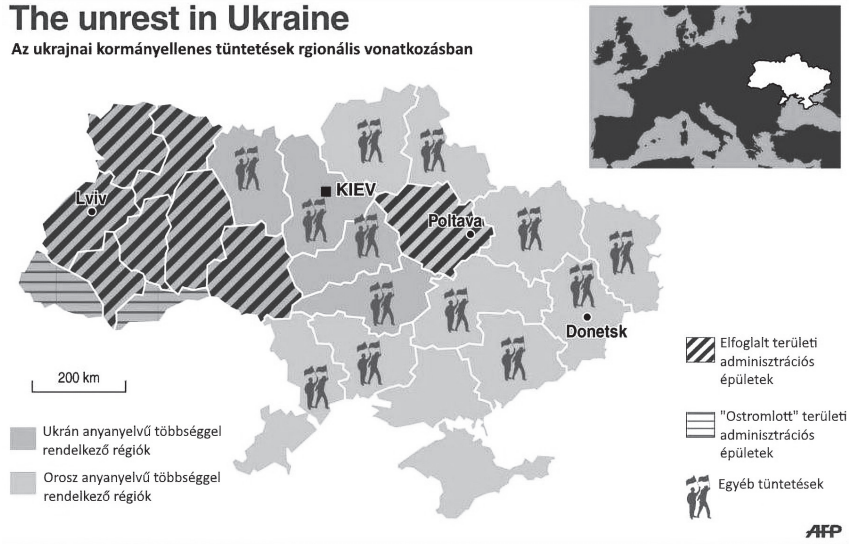 The unrest in Ukraine
Az ukrajnai kormányellenes tüntetések rgionális vonatkozásban
Lviv
KIEV
Poltava
Donetsk
200 km
Ukrán anyanyelvű többséggel
rendelkező régiók
Orosz anyanyelvű többséggel
rendelkező régiók
Elfoglalt területi
adminisztrációs
épületek
"Ostromlott" területi
adminisztrációs
épületek
Egyéb tüntetések
AFP